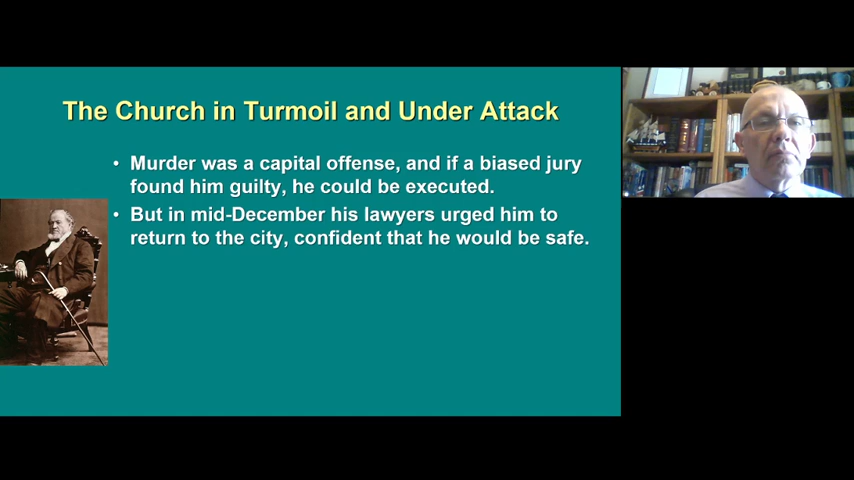 The Church in Turmoil and Under Attack
• Murder was a capital offense, and if a biased jury
found him guilty, he could be executed.
• But in mid-December his lawyers urged him to
return to the city, confident that he would be safe.